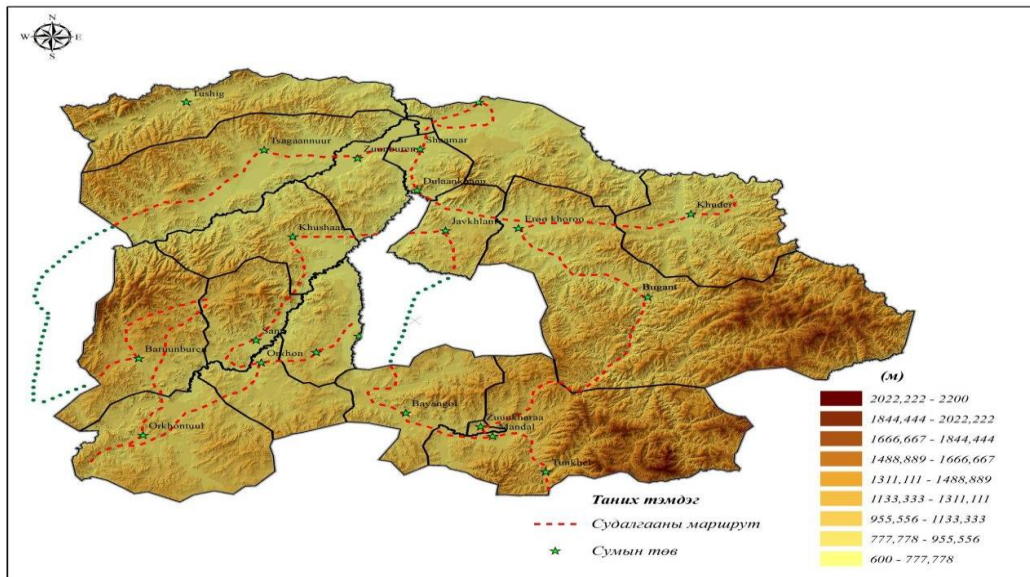 N
W E
S
Tushig
Tsagaannuur
Zuunburen
Shaamar
Dulaankhaan
Khushaat
Javkhlant
Eroo khoroo
Khuder
Bugant
Baruunburen
Sant
Orkhon
Orkhontuul
Bayangol
Zuunkharaa
Mandal
Tunkhel
(м)
2022,222 - 2200
1844,444 - 2022,222
1666,667 - 1844,444
1488,889 - 1666,667
1311,111 - 1488,889
1133,333 - 1311,111
955,556 - 1133,333
777,778 - 955,556
600 - 777,778
Таних тэмдэг
Судалгааны маршрут
Сумын төв